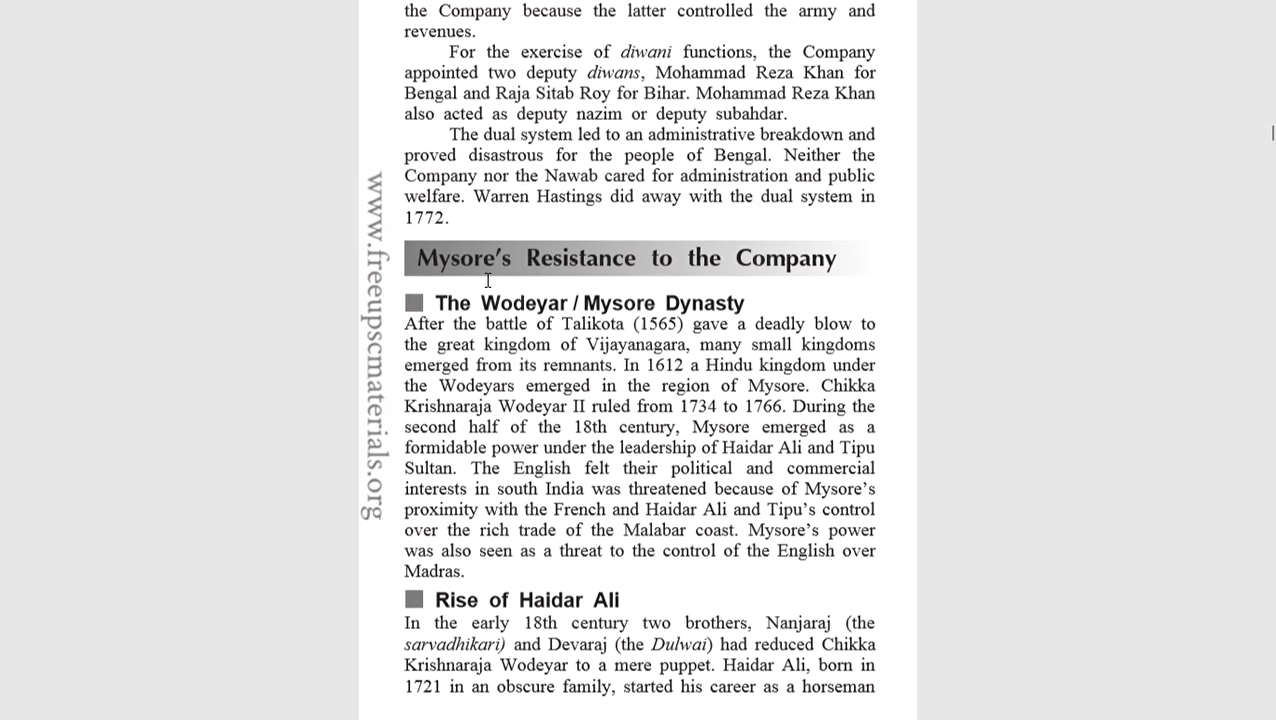 the Company because the latter controlled the army and
revenues.
For the exercise of diwani functions, the Company
appointed two deputy diwans, Mohammad Reza Khan for
Bengal and Raja Sitab Roy for Bihar. Mohammad Reza Khan
also acted as deputy nazim or deputy subahdar.
The dual system led to an administrative breakdown and
proved disastrous for the people of Bengal. Neither the
Company nor the Nawab cared for administration and public
welfare. Warren Hastings did away with the dual system in
1772.
Mysore's Resistance to the Company
The Wodeyar / Mysore Dynasty
After the battle of Talikota (1565) gave a deadly blow to
the great kingdom of Vijayanagara, many small kingdoms
emerged from its remnants. In 1612 a Hindu kingdom under
the Wodeyars emerged in the region of Mysore. Chikka
Krishnaraja Wodeyar II ruled from 1734 to 1766. During the
second half of the 18th century, Mysore emerged as a
formidable power under the leadership of Haidar Ali and Tipu
Sultan. The English felt their political and commercial
interests in south India was threatened because of Mysore's
proximity with the French and Haidar Ali and Tipu's control
over the rich trade of the Malabar coast. Mysore's power
was also seen as a threat to the control of the English over
Madras.
Rise of Haidar Ali
In the early 18th century two brothers, Nanjaraj (the
sarvadhikari) and Devaraj (the Dulwai) had reduced Chikka
Krishnaraja Wodeyar to a mere puppet. Haidar Ali, born in
1721 in an obscure family, started his career as a horseman
www.freeupscmaterials.org